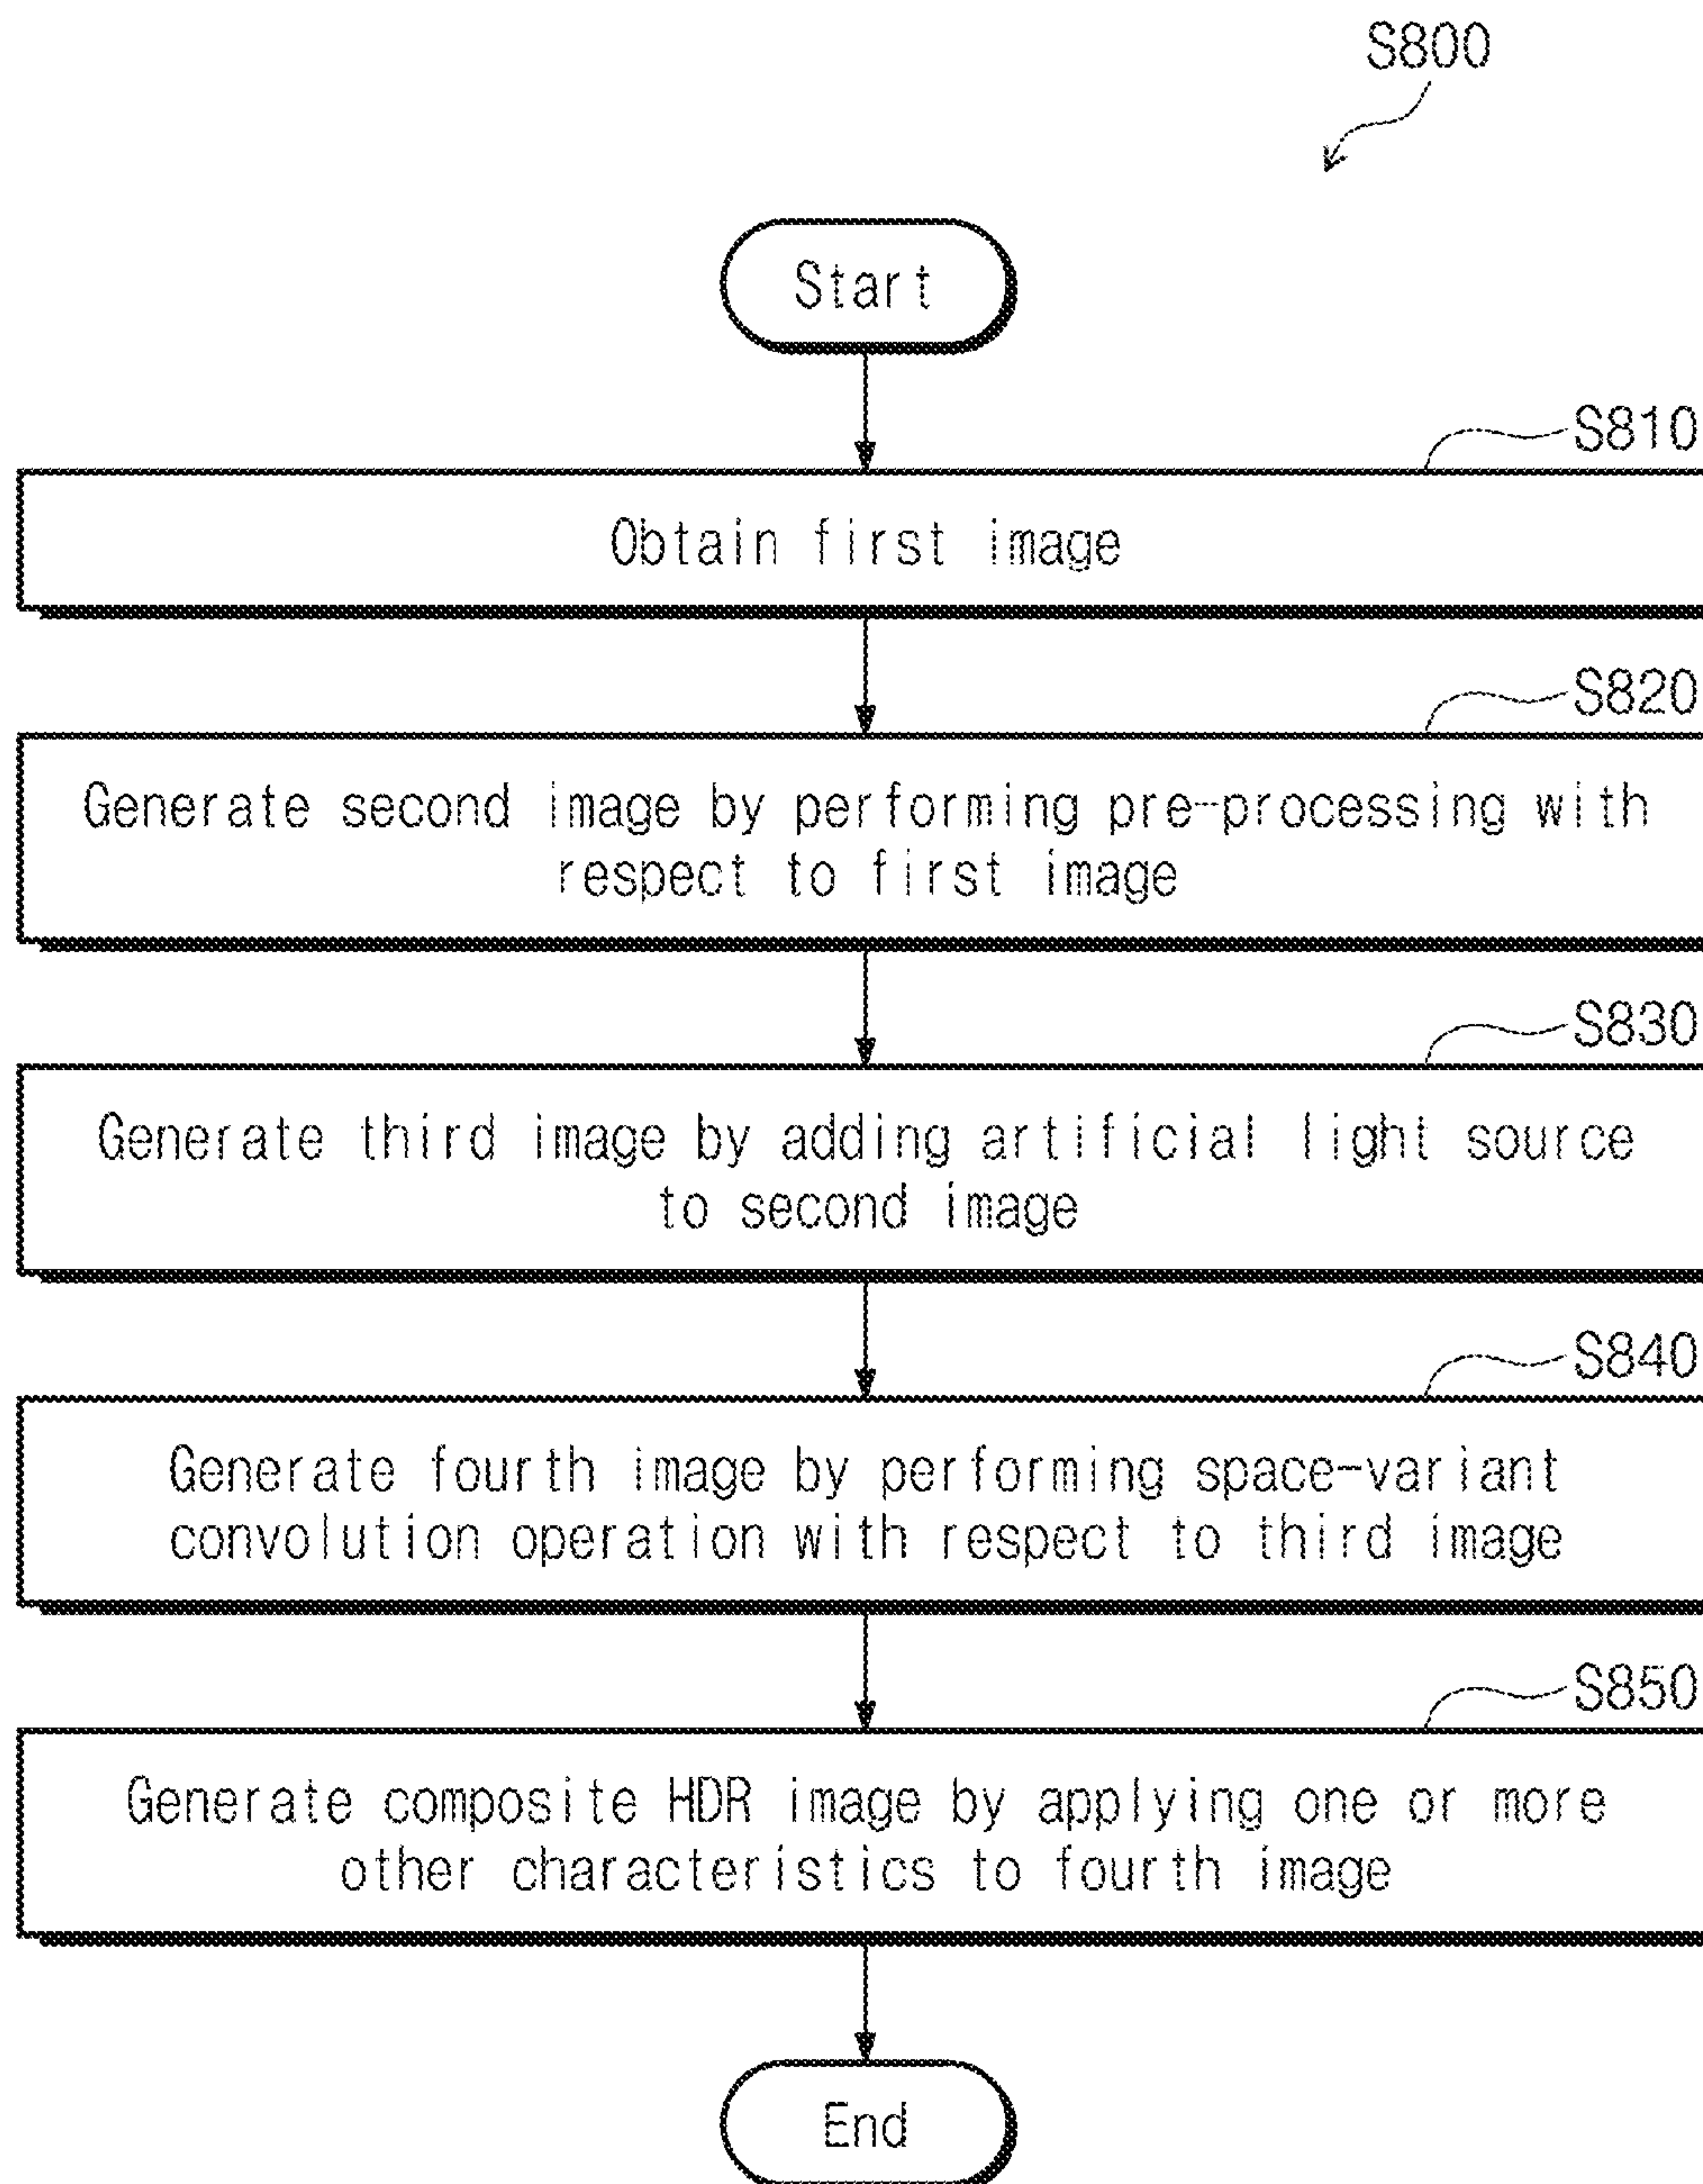 S800
Start
S810
Obtain first image
S820
Generate second image by performing pre-processing with
respect to first image
S830
Generate third image by adding artificial light source
to second image
S840
Generate fourth image by performing space-variant
convolution operation with respect to third image
S850
Generate composite HDR image by applying one or more
other characteristics to fourth image
End